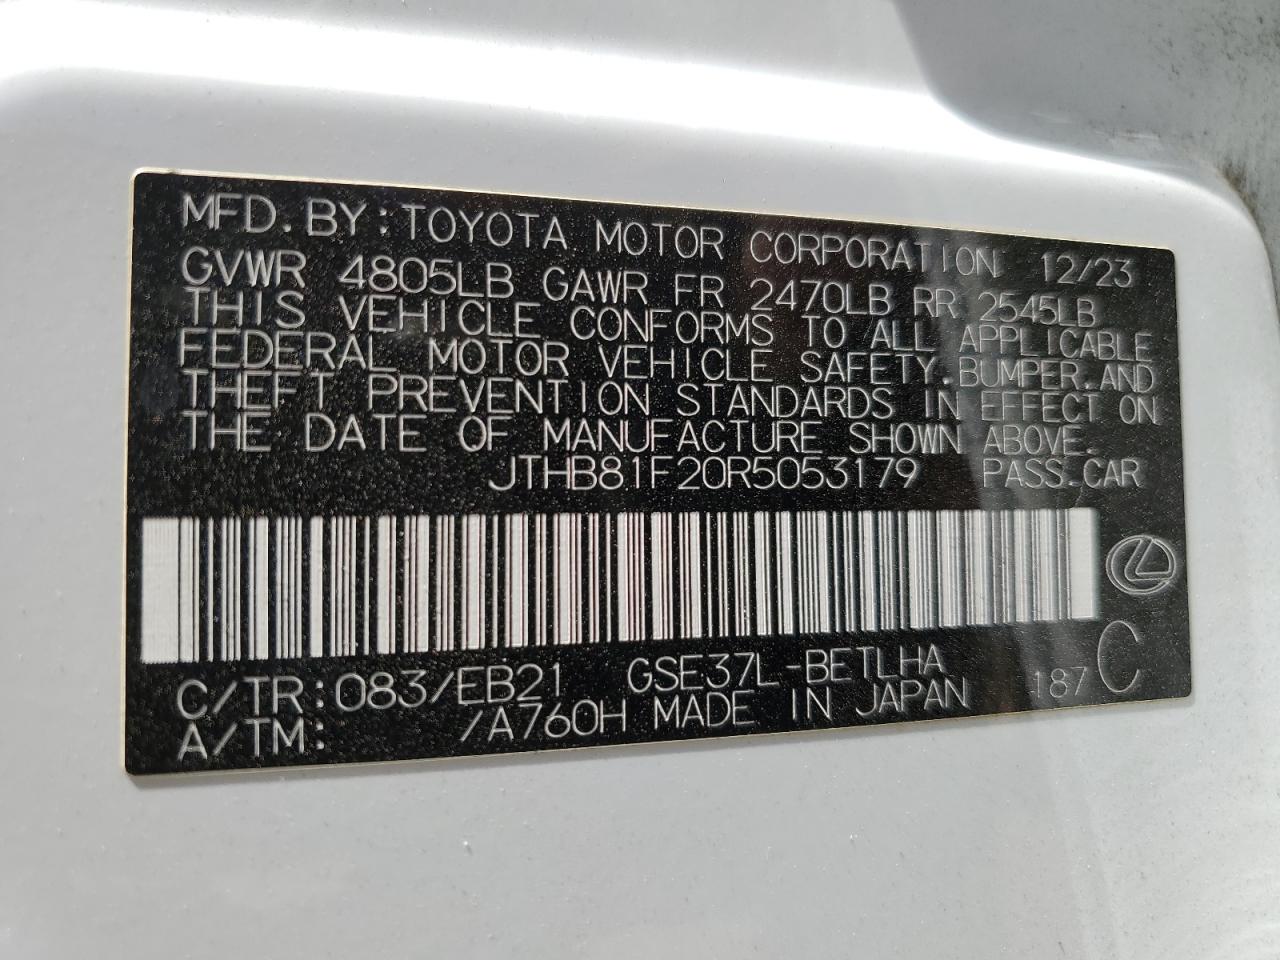 MFD. BY: TOYOTA MOTOR CORPORATION 12/23
GVWR 4805LB GAWR FR 2470LB RR 2545LB
THIS VEHICLE CONFORMS TO ALL APPLICABLE
FEDERAL MOTOR VEHICLE SAFETY, BUMPER, AND
THEFT PREVENTION STANDARDS IN EFFECT ON
THE DATE OF MANUFACTURE SHOWN ABOVE.
JTHB81F20R5053179 PASS. CAR
C/TR: 083/EB21 GSE37L-BETLHA
A/TM: /A760H MADE IN JAPAN 187 C